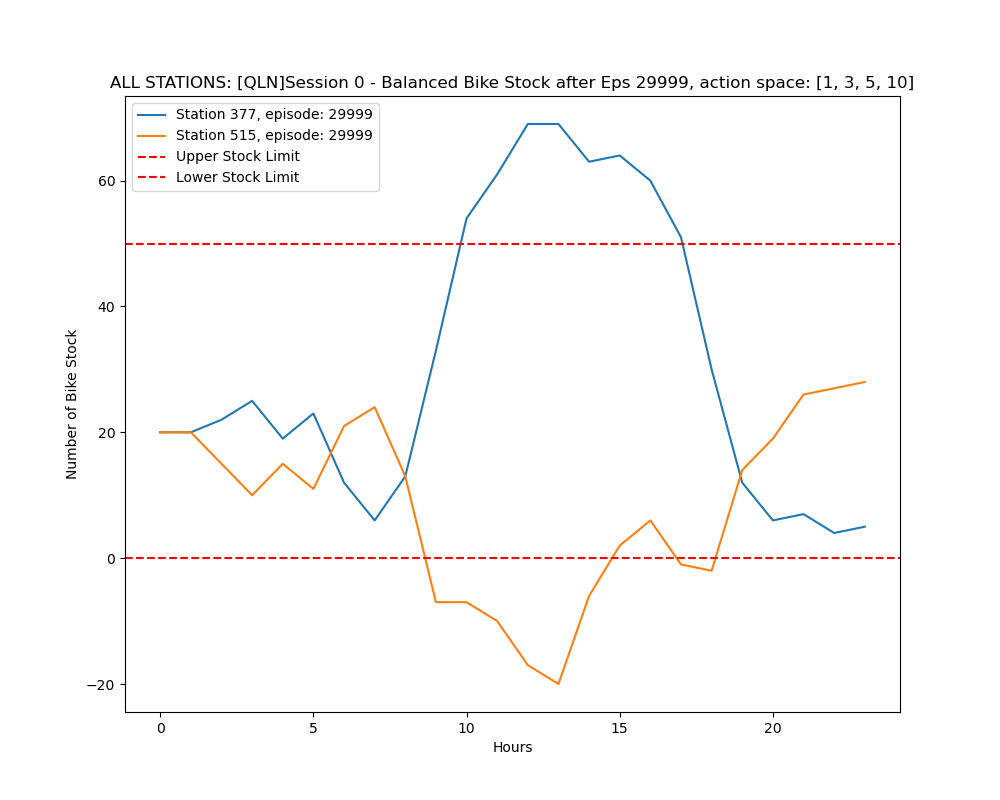 ALL STATIONS: [QLN]Session 0 - Balanced Bike Stock after Eps 29999, action space: [1, 3, 5, 10]
Station 377, episode: 29999
Station 515, episode: 29999
Upper Stock Limit
Lower Stock Limit
60
40
20
0
−20
Number of Bike Stock
0
5
10
15
20
Hours